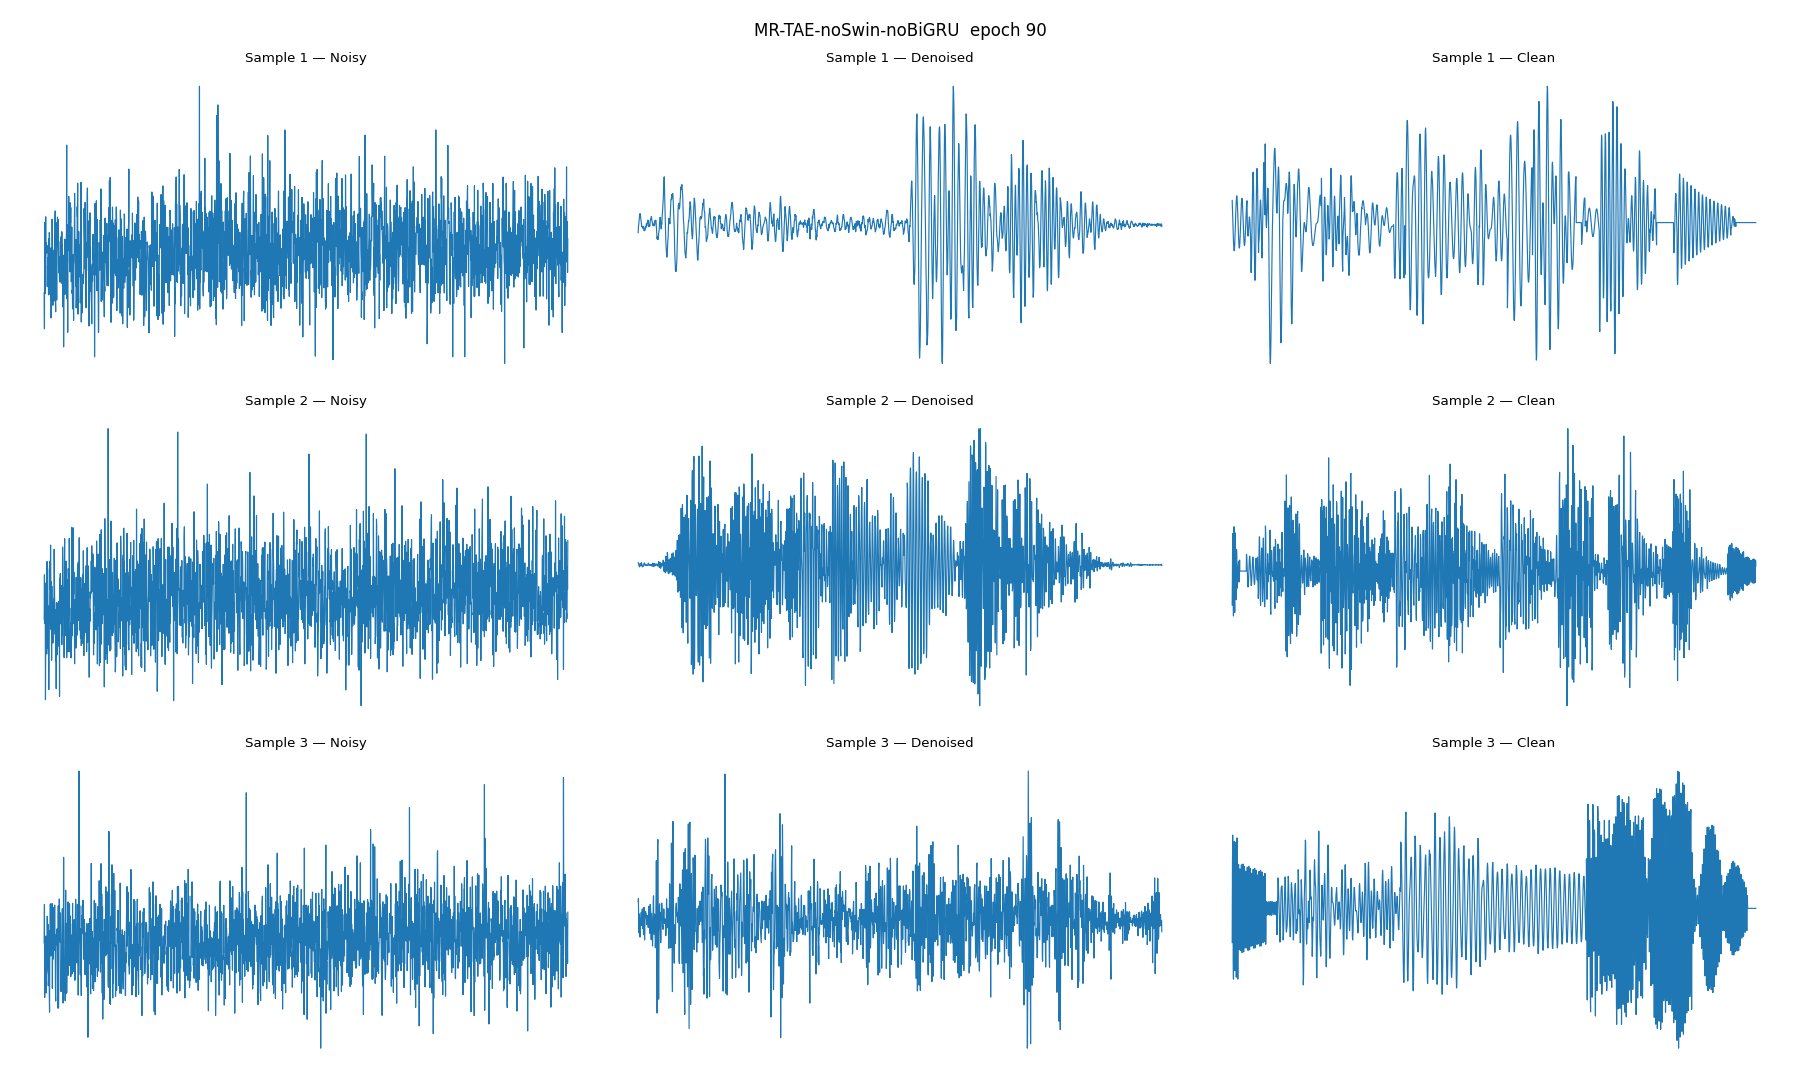 MR-TAE-noSwin-noBiGRU  epoch 90
Sample 1 — Noisy
Sample 1 — Denoised
Sample 1 — Clean
Sample 2 — Noisy
Sample 2 — Denoised
Sample 2 — Clean
Sample 3 — Noisy
Sample 3 — Denoised
Sample 3 — Clean